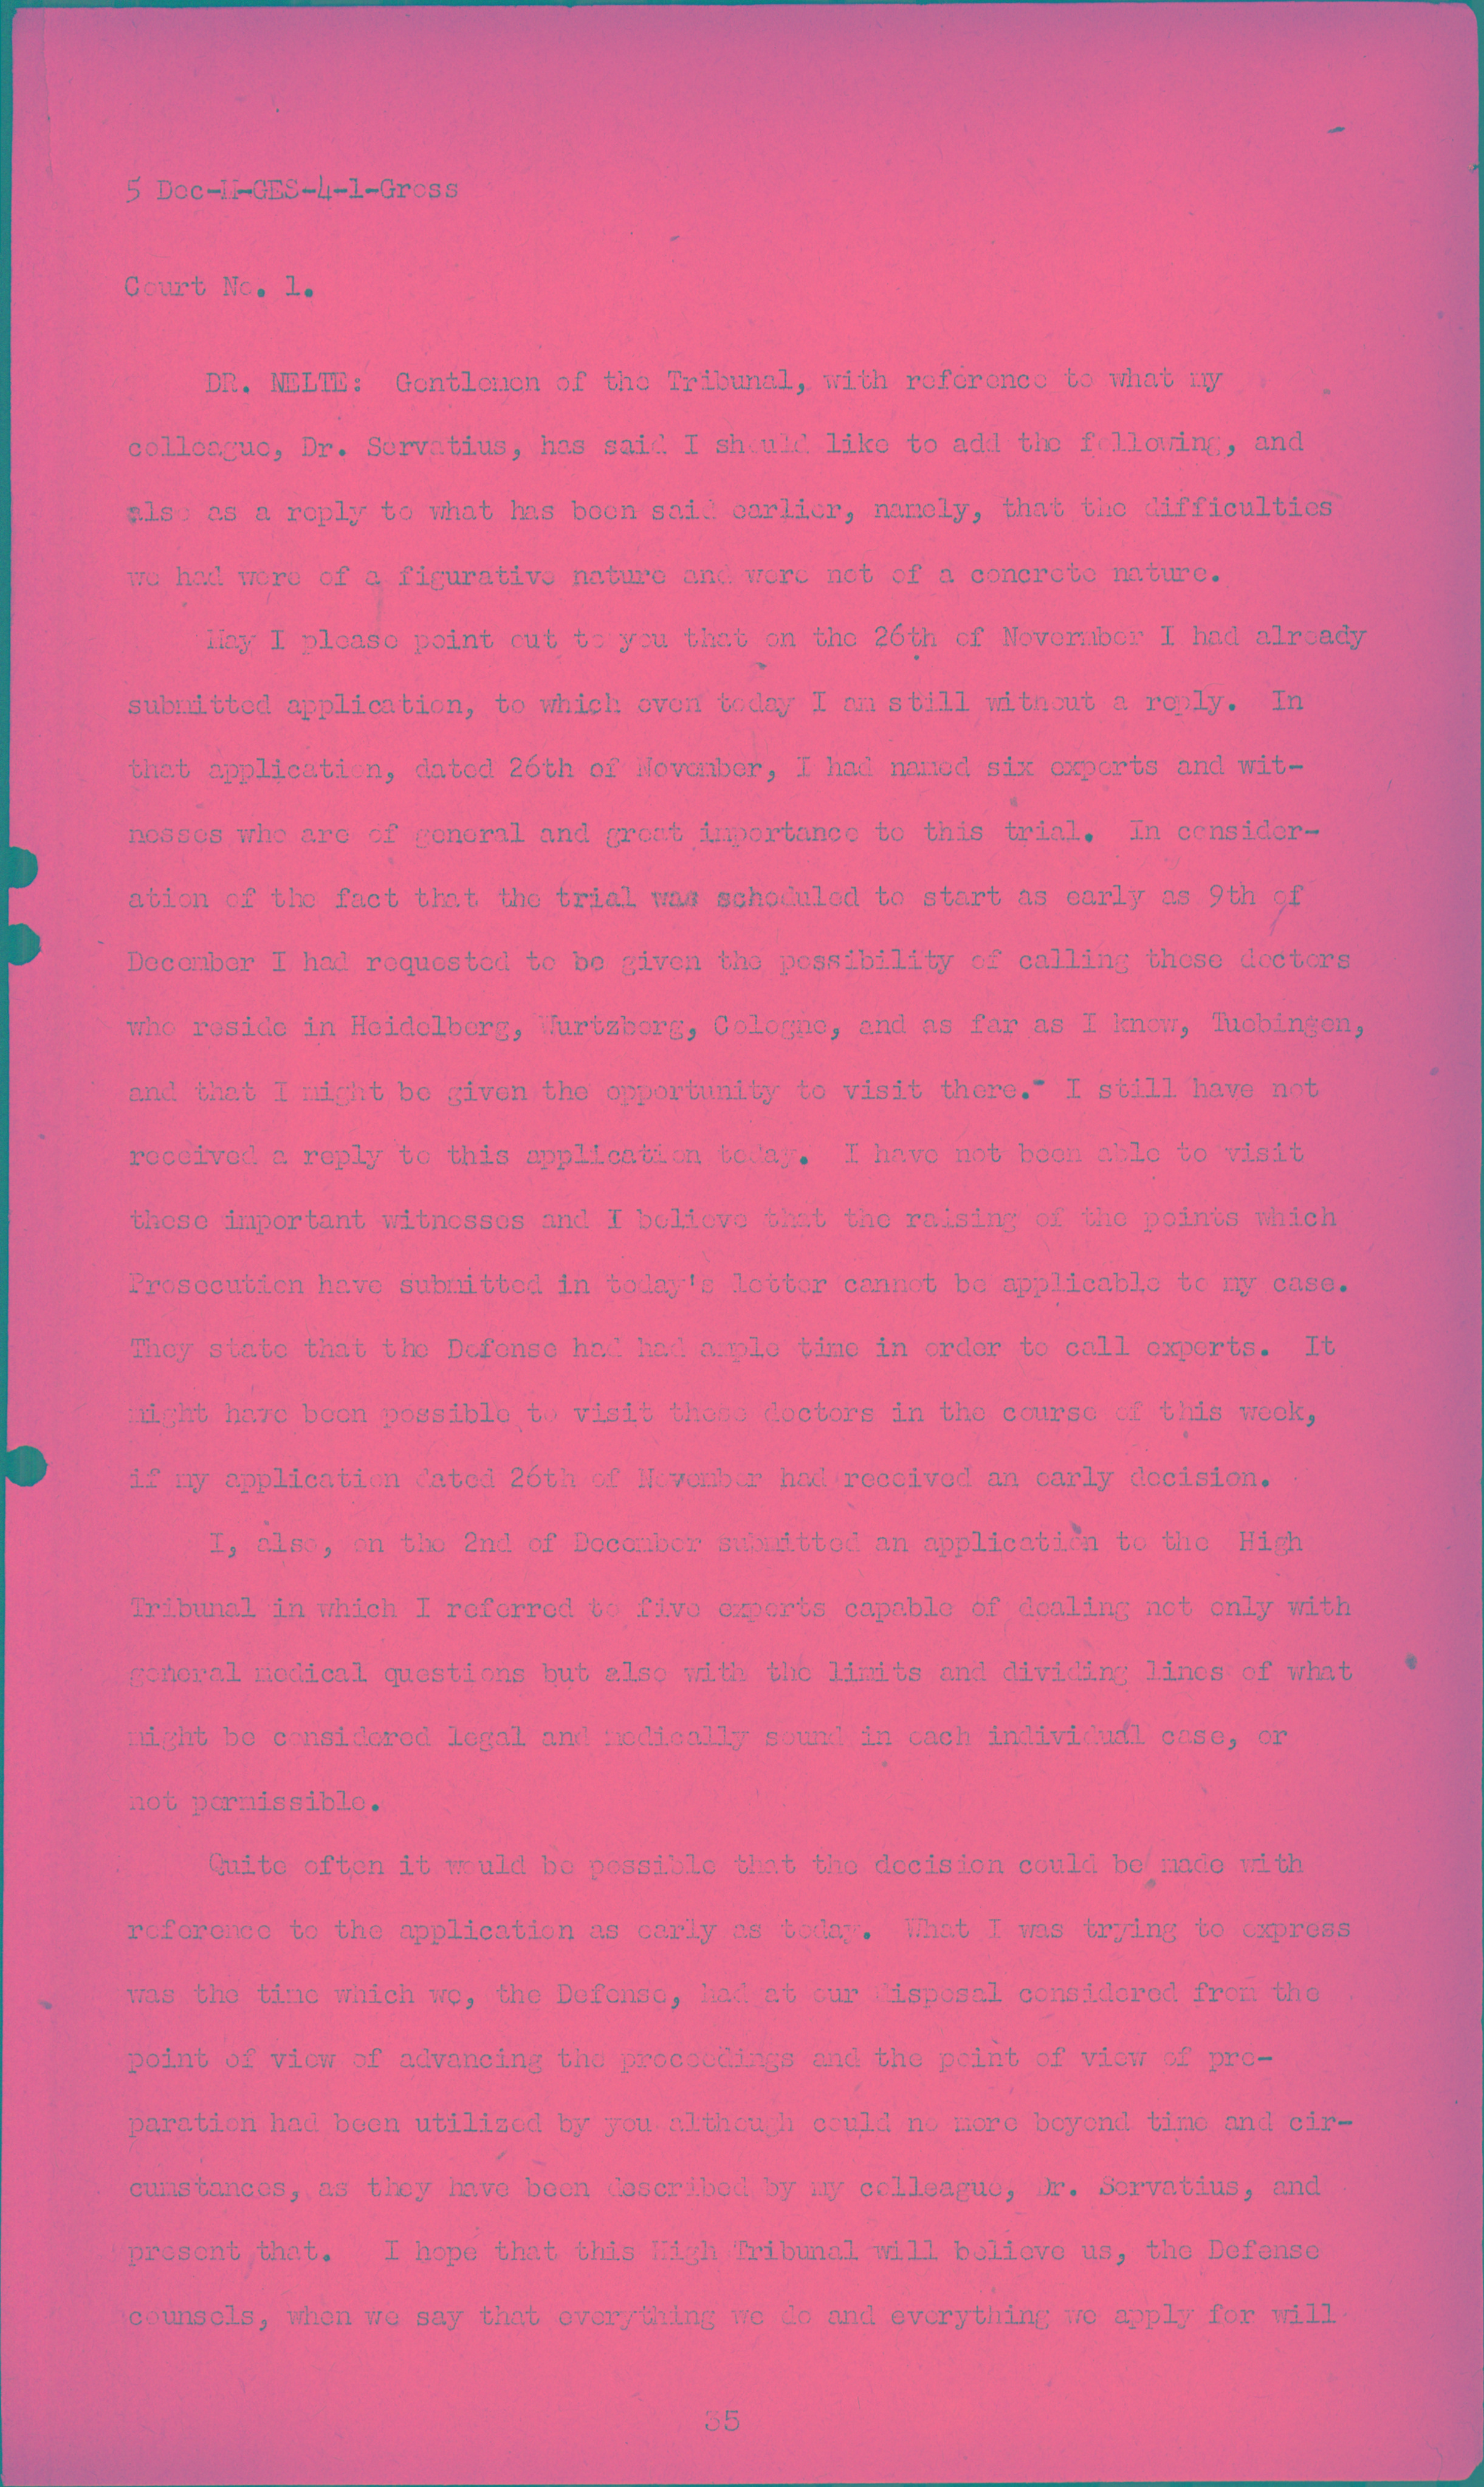 5 Dec-M-GES-4-1-Gross
Court No. 1.
DR. NELTE: Gentlemen of the Tribunal, with reference to what my
colleague, Dr. Servatius, has said I should like to add the following, and
also as a reply to what has been said earlier, namely, that the difficulties
we had were of a figurative nature and were not of a concrete nature.
May I please point out to you that on the 26th of November I had already
submitted application, to which even today I am still without a reply. In
that application, dated 26th of November, I had named six experts and wit-
nesses who are of general and great importance to this trial. In consider-
ation of the fact that the trial was scheduled to start as early as 9th of
December I had requested to be given the possibility of calling these doctors
who reside in Heidelberg, Wurtzberg, Cologne, and as far as I know, Tuebingen,
and that I might be given the opportunity to visit there. I still have not
received a reply to this application today. I have not been able to visit
these important witnesses and I believe that the raising of the points which
Prosecution have submitted in today's letter cannot be applicable to my case.
They state that the Defense had had ample time in order to call experts. It
might have been possible to visit these doctors in the course of this week,
if my application dated 26th of November had received an early decision.
I, also, on the 2nd of December submitted an application to the High
Tribunal in which I referred to five experts capable of dealing not only with
general medical questions but also with the limits and dividing lines of what
might be considered legal and medically sound in each individual case, or
not permissible.
Quite often it would be possible that the decision could be made with
reference to the application as early as today. What I was trying to express
was the time which we, the Defense, had at our disposal considered from the
point of view of advancing the proceedings and the point of view of pre-
paration had been utilized by you although could no more beyond time and cir-
cumstances, as they have been described by my colleague, Dr. Servatius, and
present that. I hope that this High Tribunal will believe us, the Defense
counsels, when we say that everything we do and everything we apply for will
35